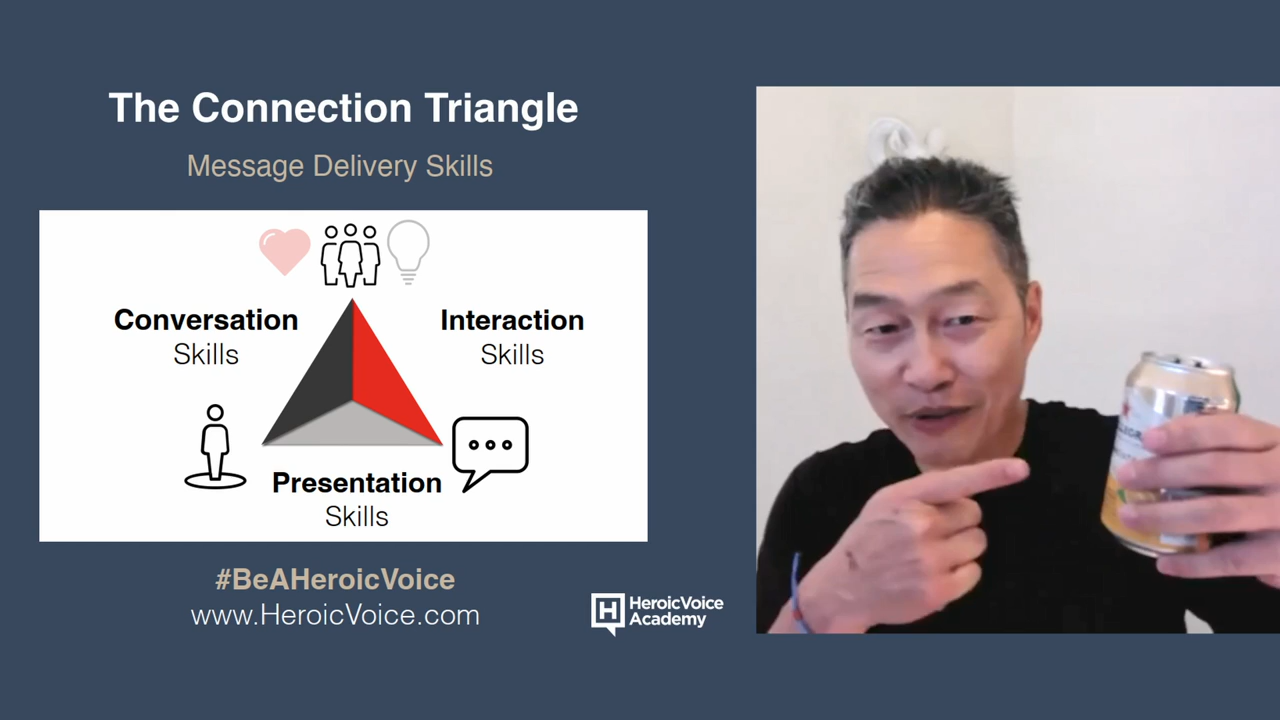 The Connection Triangle
Message Delivery Skills
Conversation
Skills
Interaction
Skills
Presentation
Skills
#BeAHeroicVoice
www.HeroicVoice.com
H
HeroicVoice
Academy